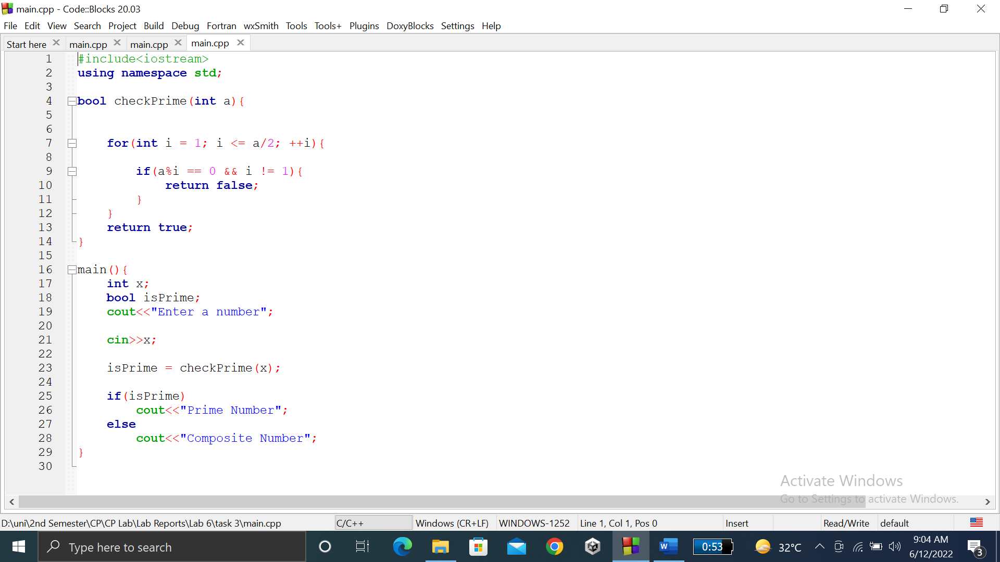 main.cpp - Code::Blocks 20.03
File Edit View Search Project Build Debug Fortran wxSmith Tools Tools+ Plugins DoxyBlocks Settings Help
Start here main.cpp main.cpp main.cpp
1 #include<iostream>
2 using namespace std;
3
4 bool checkPrime(int a){
5
6
7     for(int i = 1; i <= a/2; ++i){
8
9         if(a%i == 0 && i != 1){
10             return false;
11         }
12     }
13     return true;
14 }
15
16 main(){
17     int x;
18     bool isPrime;
19     cout<<"Enter a number";
20
21     cin>>x;
22
23     isPrime = checkPrime(x);
24
25     if(isPrime)
26         cout<<"Prime Number";
27     else
28         cout<<"Composite Number";
29 }
30
Activate Windows
Go to Settings to activate Windows.
D:\uni\2nd Semester\CP\CP Lab\Lab Reports\Lab 6\task 3\main.cpp C/C++ Windows (CR+LF) WINDOWS-1252 Line 1, Col 1, Pos 0 Insert Read/Write default
Type here to search W 0:53 32°C 9:04 AM
6/12/2022 3